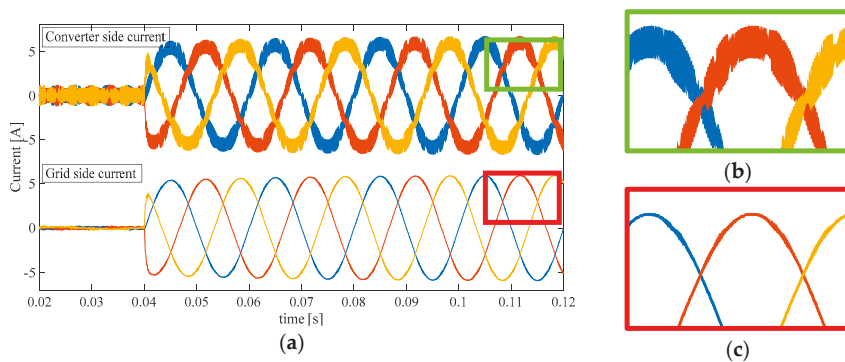 Converter side current
5
0
-5
Current [A]
Grid side current
5
0
-5
0.02 0.03 0.04 0.05 0.06 0.07 0.08 0.09 0.1 0.11 0.12
time [s]
(a)
(b)
(c)